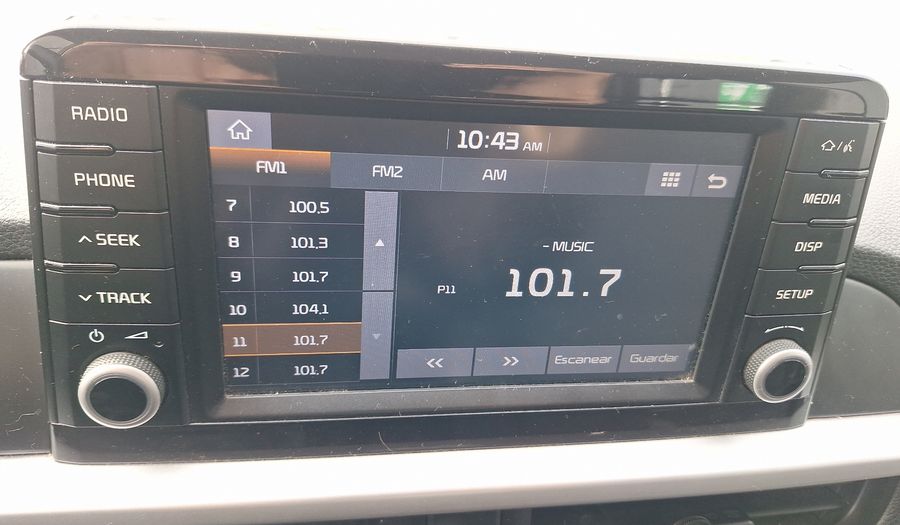 RADIO
PHONE
SEEK
TRACK
10:43 AM
FM1 FM2 AM
7 100.5
8 101.3
9 101.7
10 104.1
11 101.7
12 101.7
- MUSIC
P11 101.7
Escanear Guardar
MEDIA
DISP
SETUP